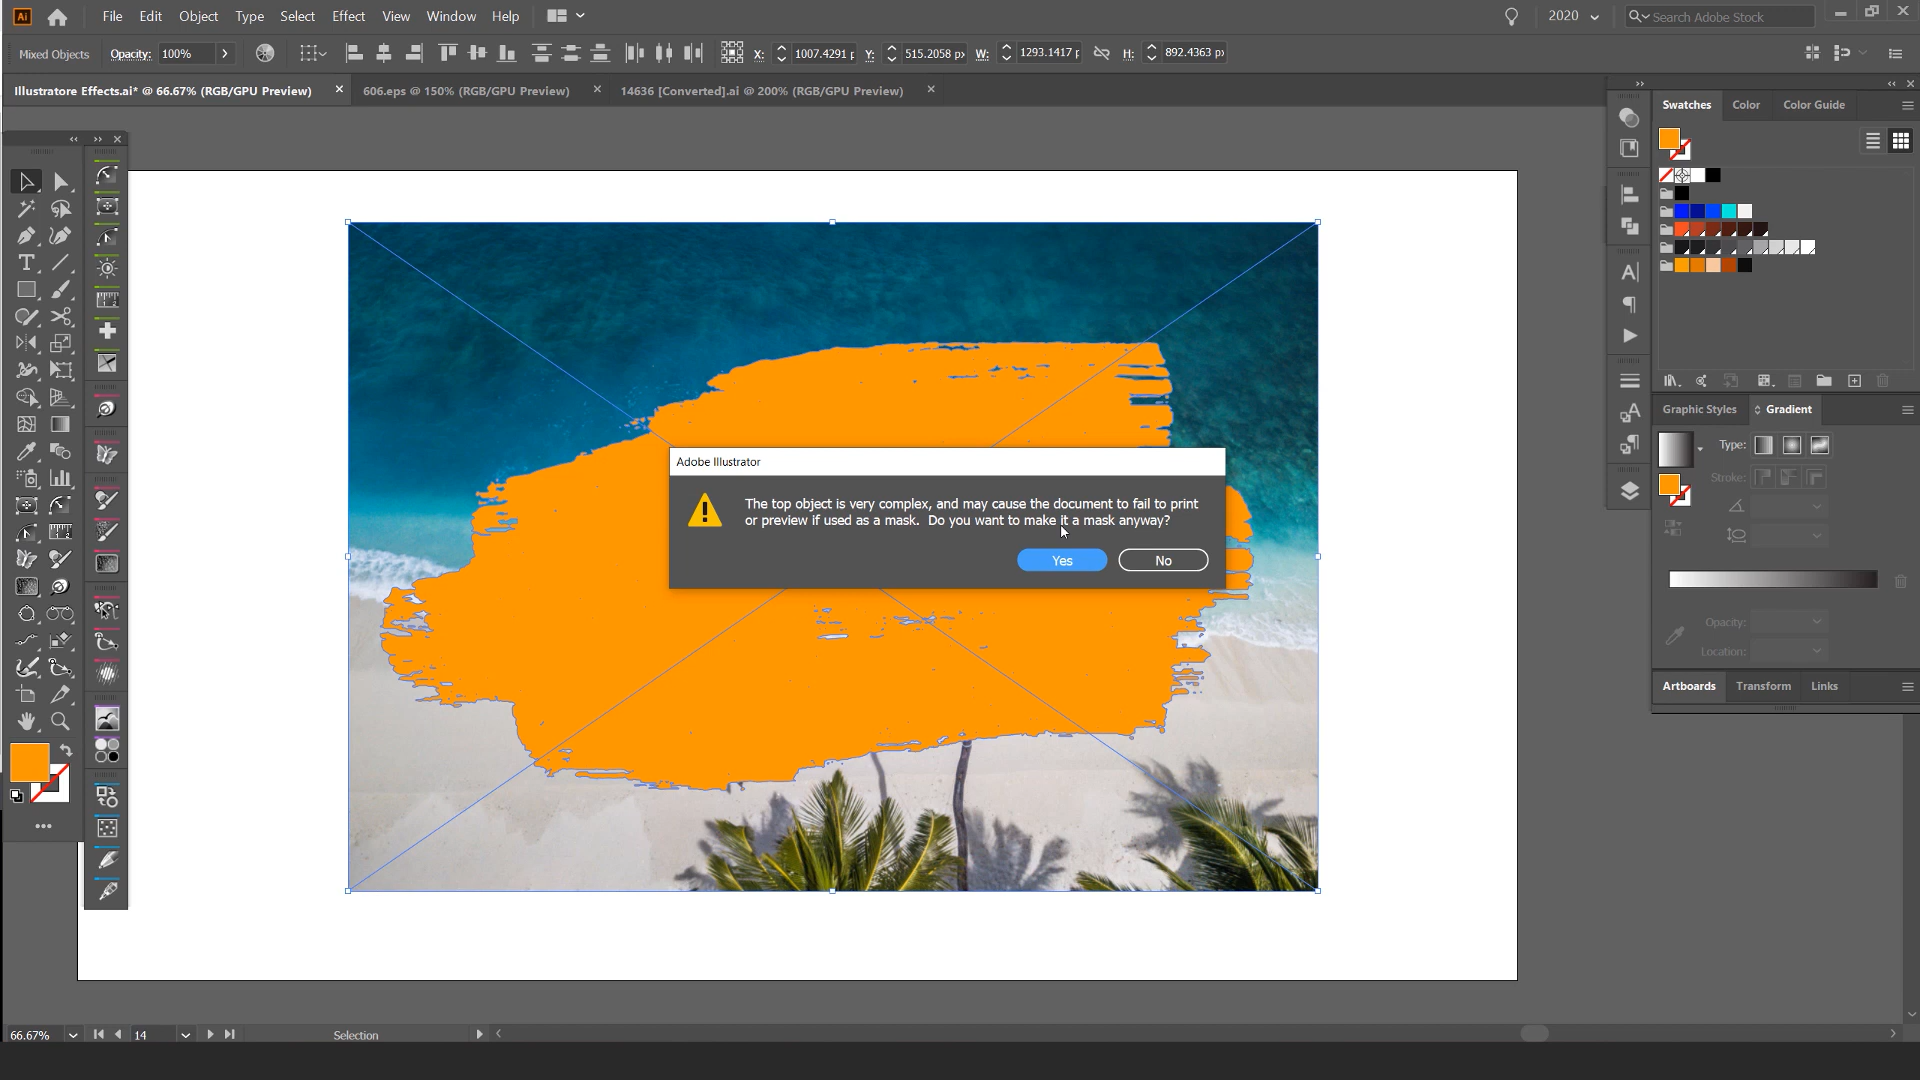 Ai File Edit Object Type Select Effect View Window Help 2020 Search Adobe Stock
Mixed Objects Opacity: 100% X: 1007.4291 p Y: 515.2058 px W: 1293.1417 p H: 892.4363 px
Illustratore Effects.ai* @ 66.67% (RGB/GPU Preview) 606.eps @ 150% (RGB/GPU Preview) 14636 [Converted].ai @ 200% (RGB/GPU Preview)
Swatches Color Color Guide
Adobe Illustrator
The top object is very complex, and may cause the document to fail to print
or preview if used as a mask. Do you want to make it a mask anyway?
Yes No
Graphic Styles Gradient
Type:
Stroke:
Opacity:
Location:
Artboards Transform Links
66.67% 14 Selection